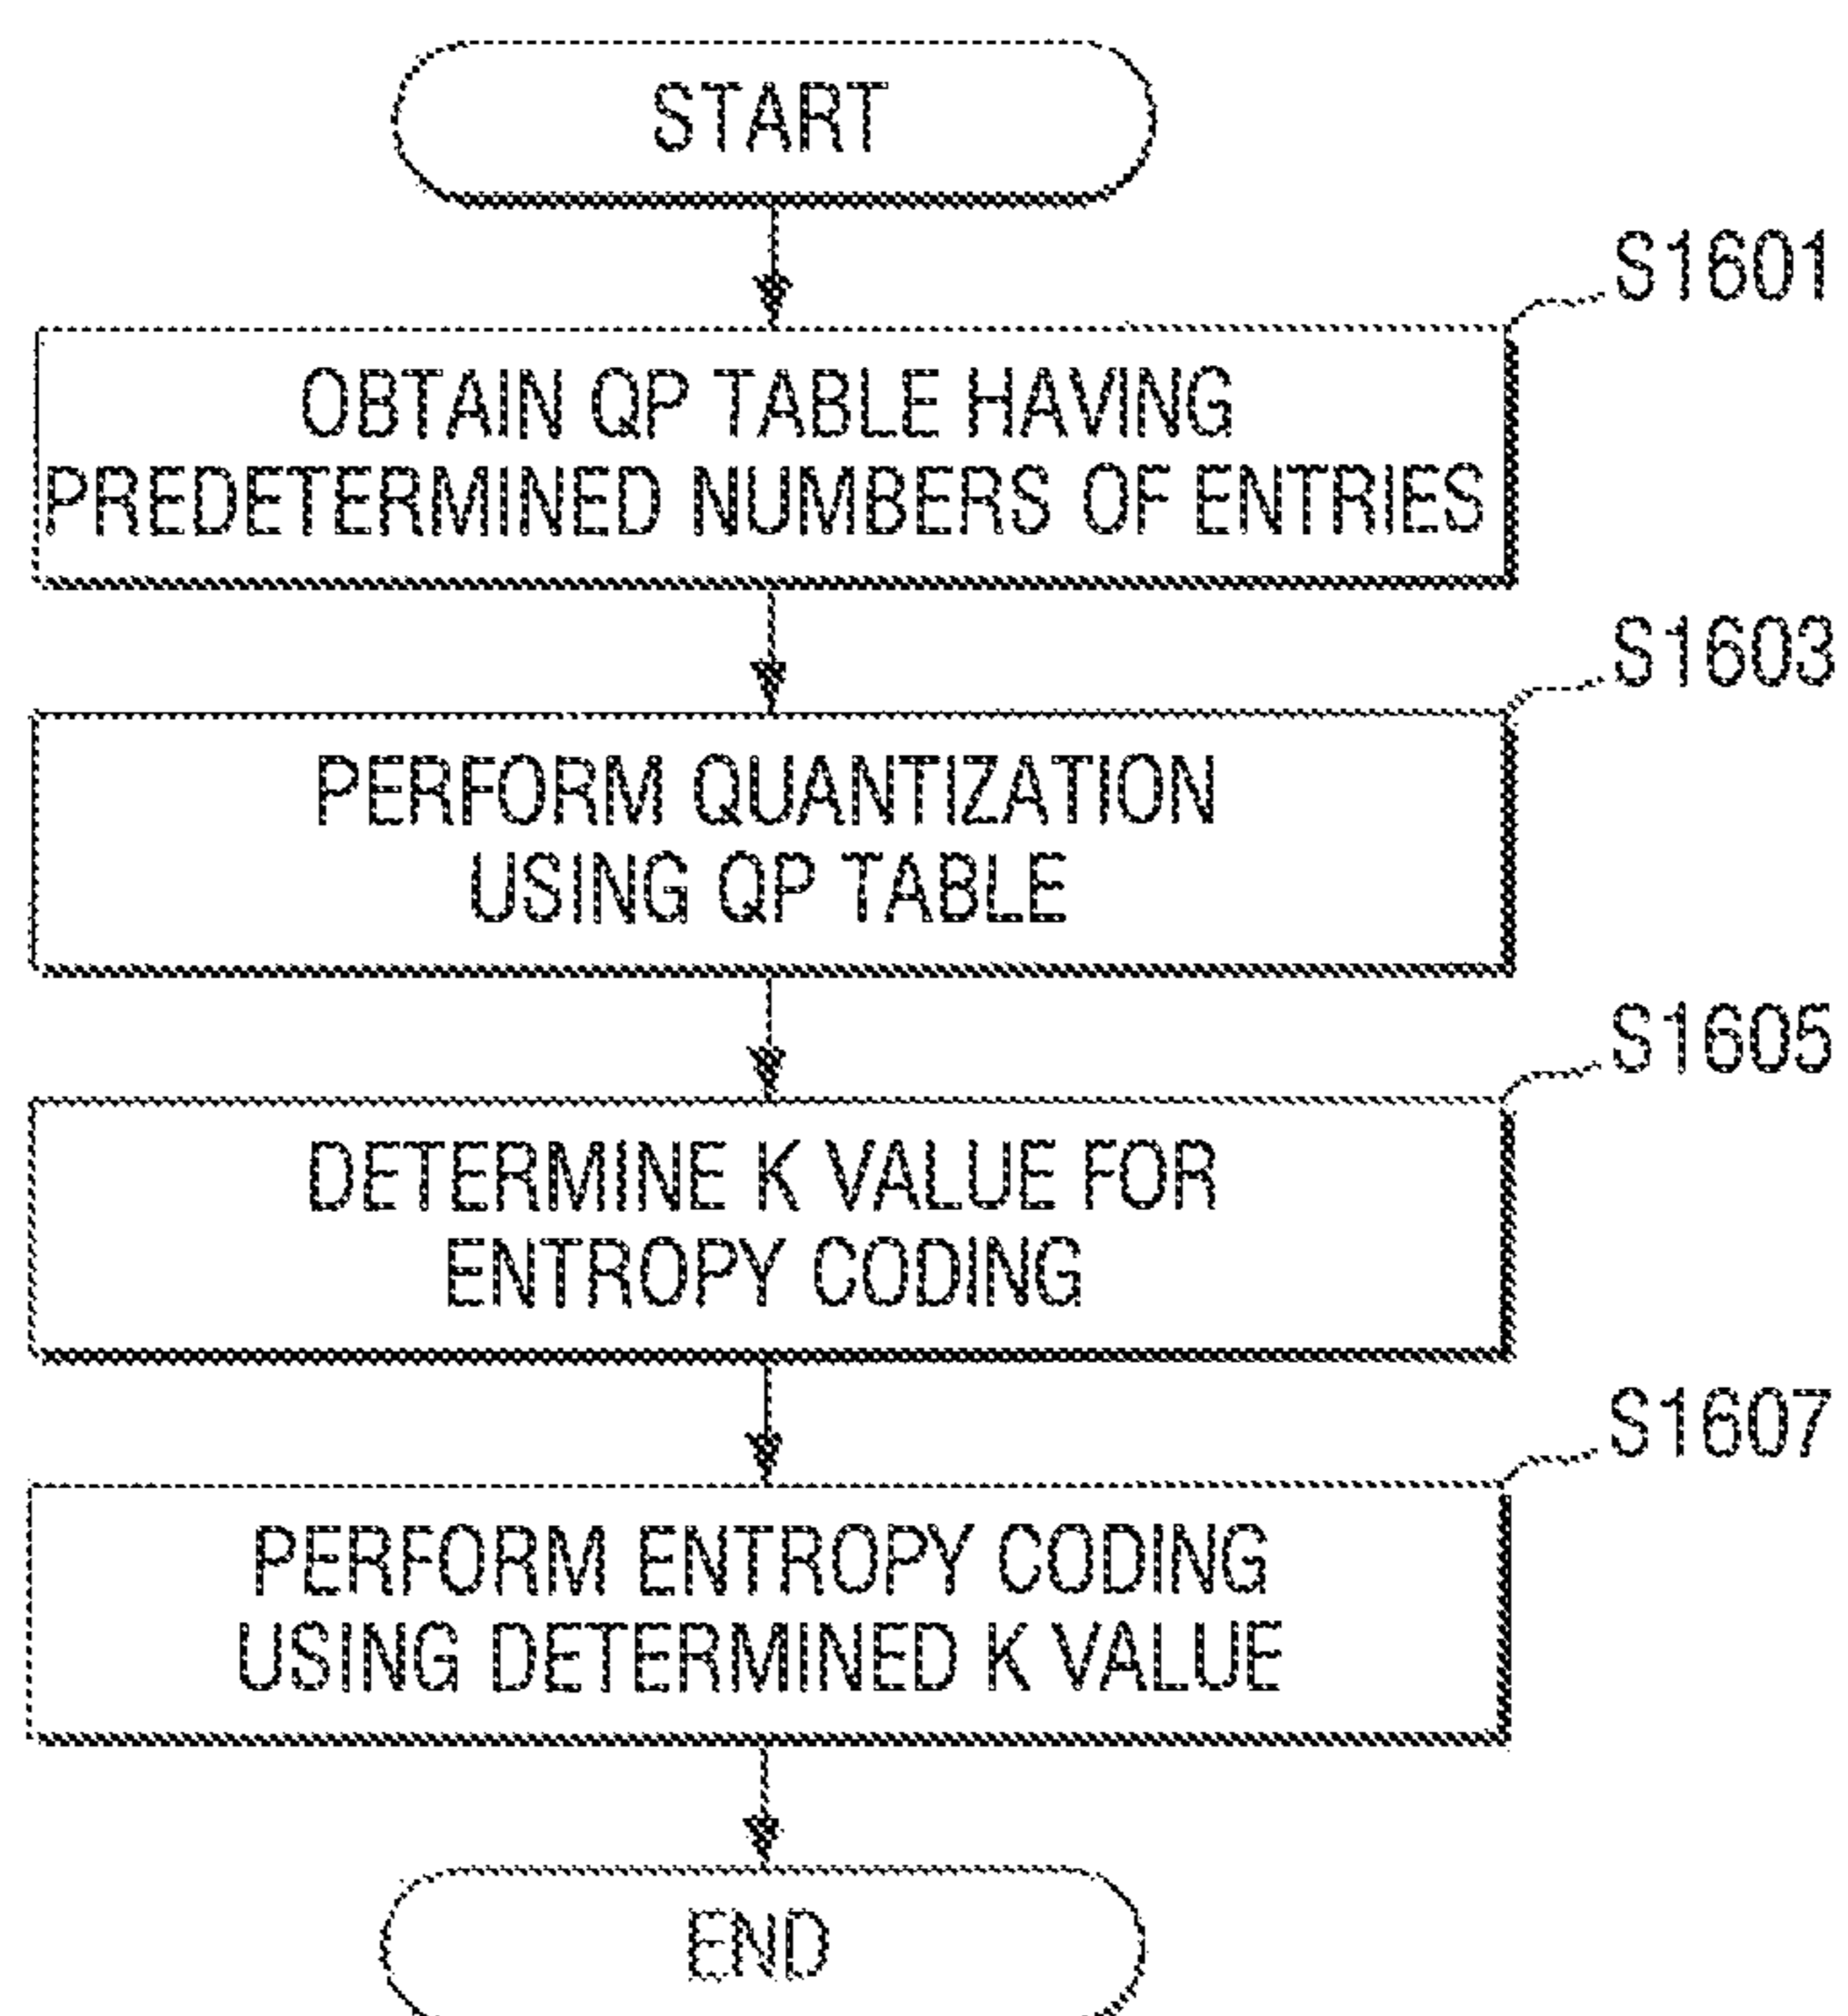 START
S1601
OBTAIN QP TABLE HAVING
PREDETERMINED NUMBERS OF ENTRIES
S1603
PERFORM QUANTIZATION
USING QP TABLE
S1605
DETERMINE K VALUE FOR
ENTROPY CODING
S1607
PERFORM ENTROPY CODING
USING DETERMINED K VALUE
END